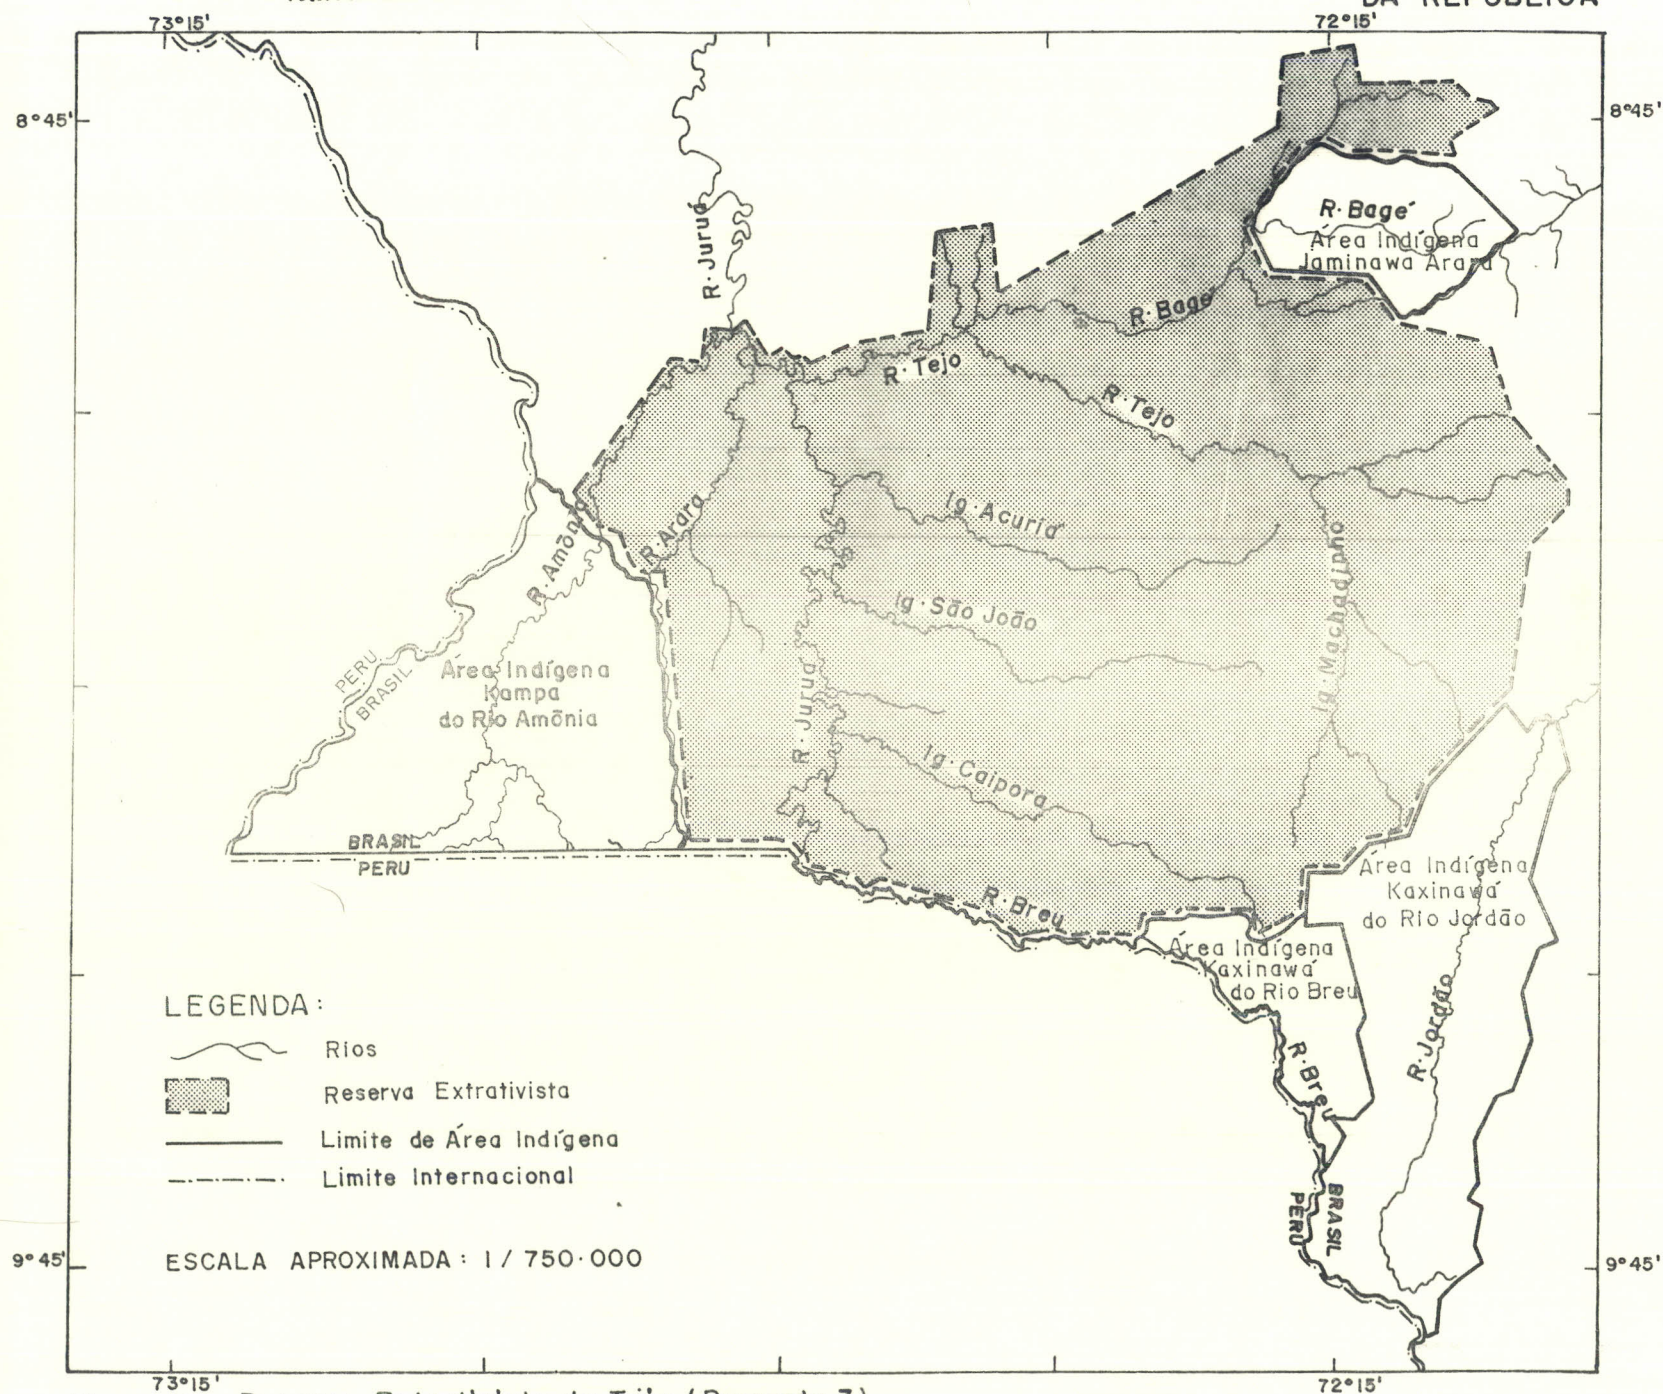 DA REPÚBLICA
73°15'
72°15'
8°45'
8°45'
R. Juruá
R. Bagé
Área Indígena
Jaminawa Arara
R. Bagé
R. Tejo
R. Tejo
R. Amônia
R. Arara
Ig. Acuriá
Ig. São João
Ig. Machadinho
PERU
BRASIL
Área Indígena
Kampa
do Rio Amônia
R. Juruá
Ig. Caipora
BRASIL
PERU
R. Breu
Área Indígena
Kaxinawá
do Rio Jordão
Área Indígena
Kaxinawá
do Rio Breu
R. Jordão
R. Breu
BRASIL
PERÚ
LEGENDA:
Rios
Reserva Extrativista
Limite de Área Indígena
Limite Internacional
ESCALA APROXIMADA: 1/750.000
9°45'
9°45'
73°15'
72°15'